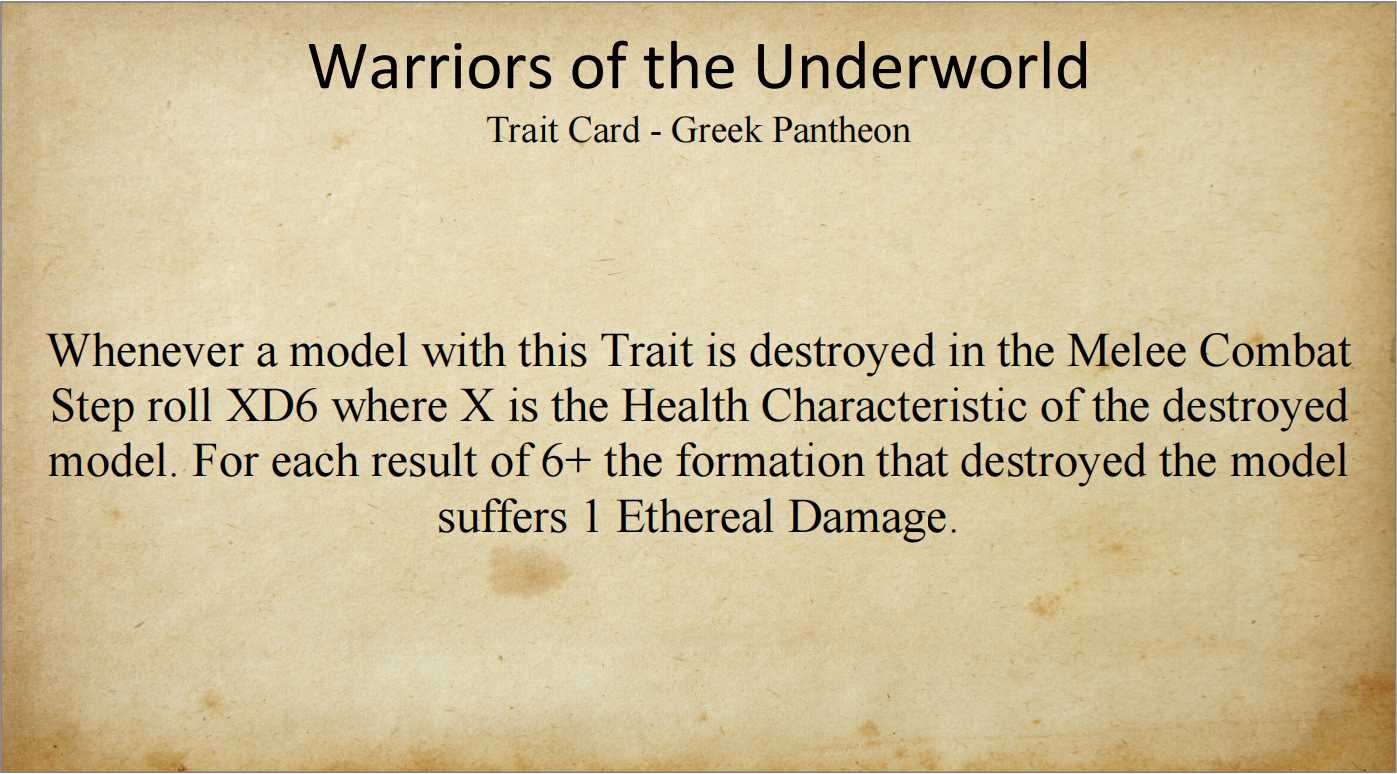 Warriors of the Underworld
Trait Card - Greek Pantheon
Whenever a model with this Trait is destroyed in the Melee Combat
Step roll XD6 where X is the Health Characteristic of the destroyed
model. For each result of 6+ the formation that destroyed the model
suffers 1 Ethereal Damage.